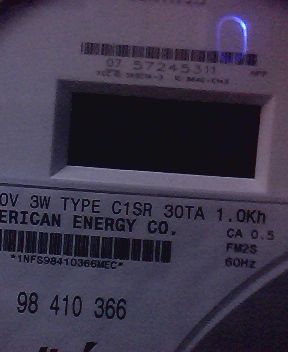 07 57245311
0V 3W TYPE C1SR 30TA 1.0Kh
ERICAN ENERGY CO.
CA 0.5
FM2S
*1NFS98410366MEC*
60Hz
98 410 366